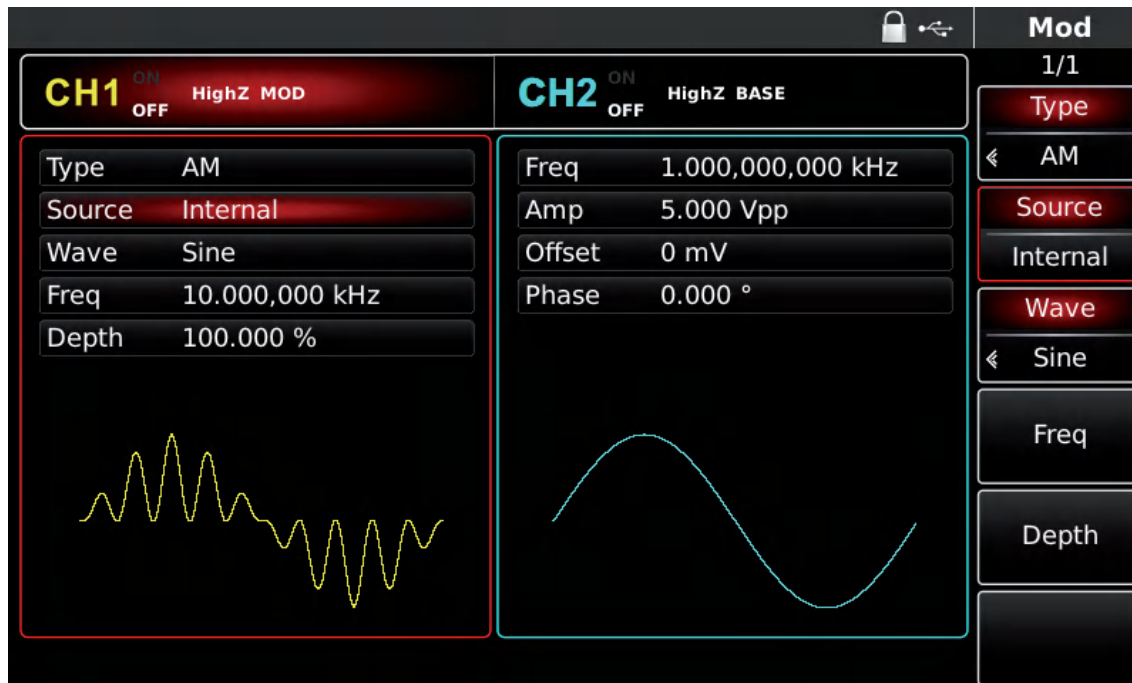 Mod
1/1
CH1 ON OFF HighZ MOD
CH2 ON OFF HighZ BASE
Type AM
Source Internal
Wave Sine
Freq 10.000,000 kHz
Depth 100.000 %
Freq 1.000,000,000 kHz
Amp 5.000 Vpp
Offset 0 mV
Phase 0.000 °
Type
AM
Source
Internal
Wave
Sine
Freq
Depth